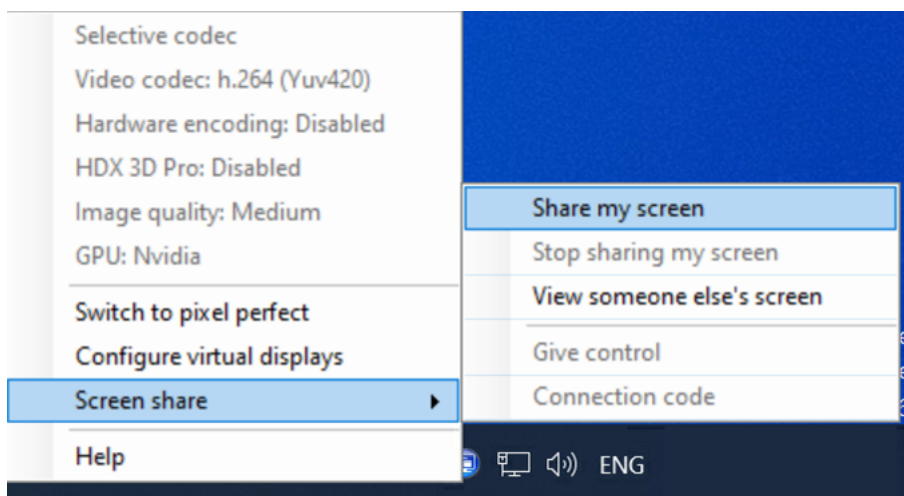 Selective codec
Video codec: h.264 (Yuv420)
Hardware encoding: Disabled
HDX 3D Pro: Disabled
Image quality: Medium
GPU: Nvidia
Switch to pixel perfect
Configure virtual displays
Screen share
Help
Share my screen
Stop sharing my screen
View someone else's screen
Give control
Connection code
ENG